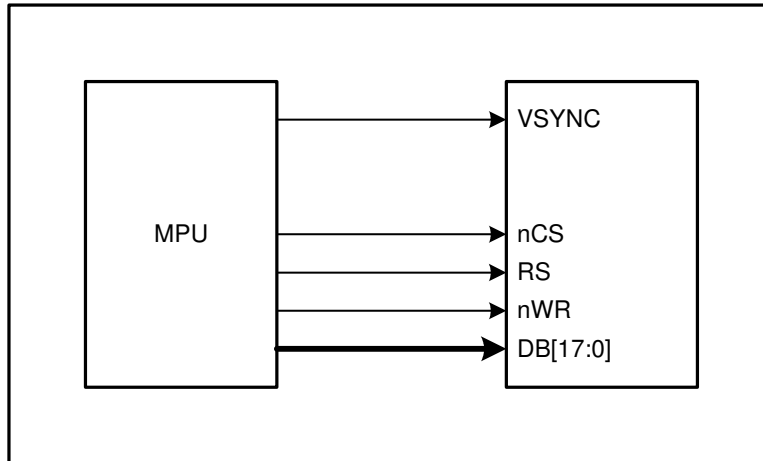 VSYNC
MPU
nCS
RS
nWR
DB[17:0]